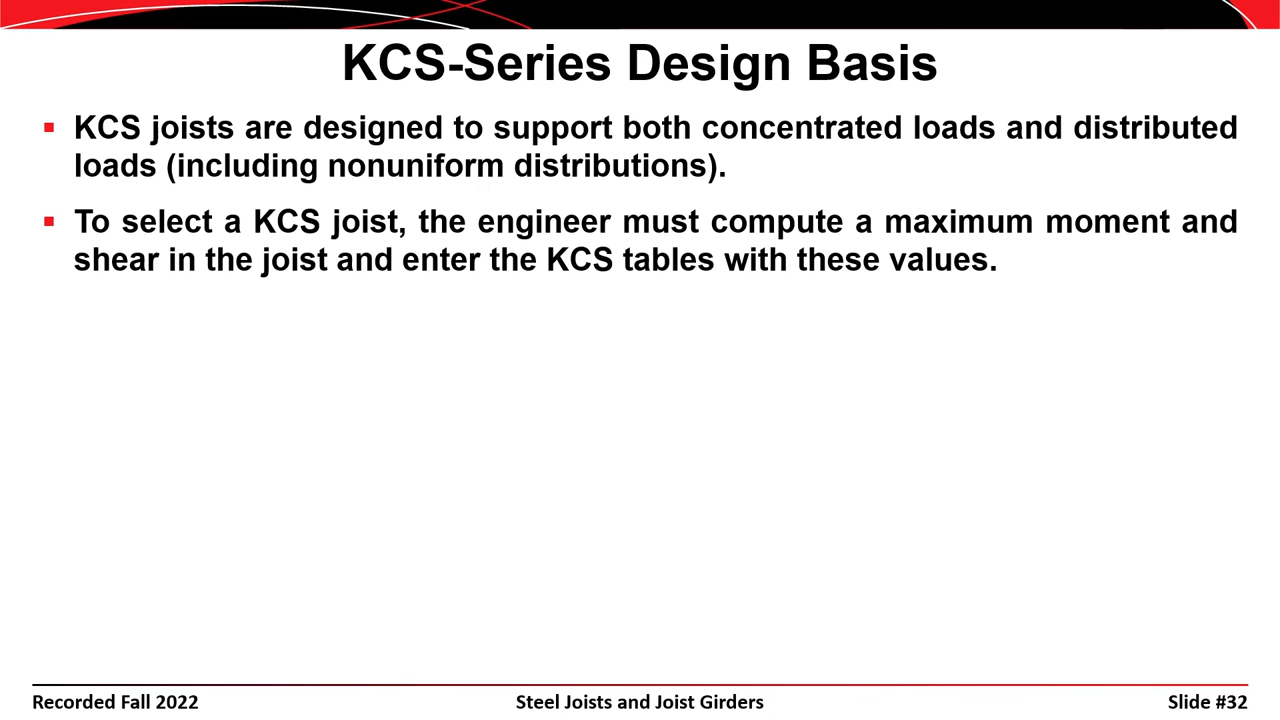 KCS-Series Design Basis
KCS joists are designed to support both concentrated loads and distributed
loads (including nonuniform distributions).
To select a KCS joist, the engineer must compute a maximum moment and
shear in the joist and enter the KCS tables with these values.
Recorded Fall 2022
Steel Joists and Joist Girders
Slide #32